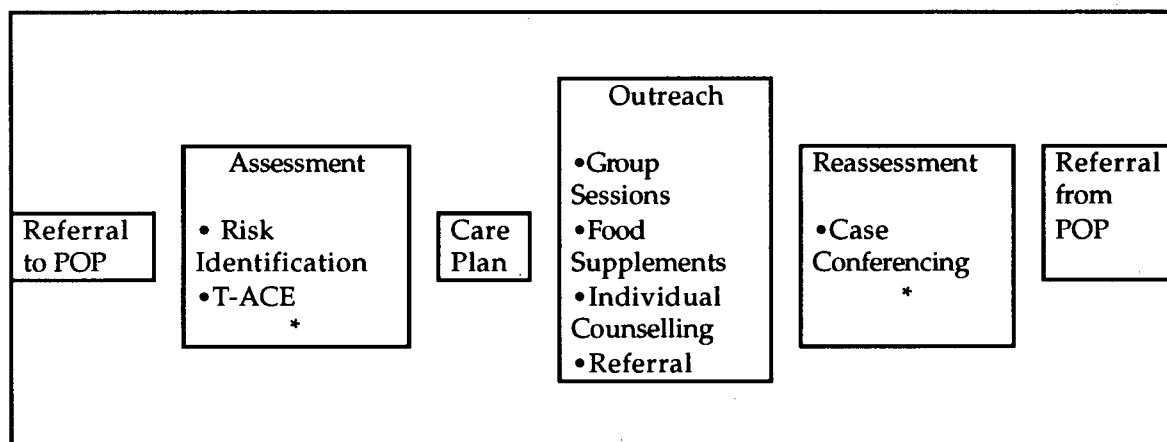 Referral
to POP
Assessment
• Risk
Identification
•T-ACE
*
Care
Plan
Outreach
•Group
Sessions
•Food
Supplements
•Individual
Counselling
•Referral
Reassessment
•Case
Conferencing
*
Referral
from
POP